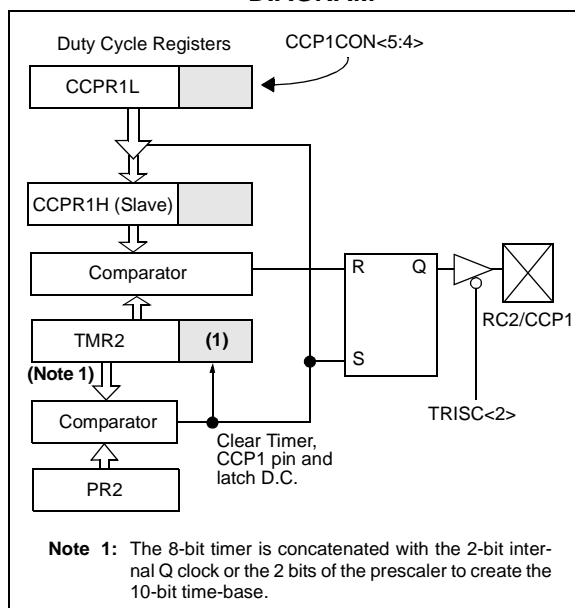 DIAGRAM
Duty Cycle Registers
CCP1CON<5:4>
CCPR1L
CCPR1H (Slave)
Comparator
R
Q
RC2/CCP1
TMR2
(1)
(Note 1)
S
TRISC<2>
Comparator
Clear Timer,
CCP1 pin and
latch D.C.
PR2
Note 1: The 8-bit timer is concatenated with the 2-bit inter-
nal Q clock or the 2 bits of the prescaler to create the
10-bit time-base.